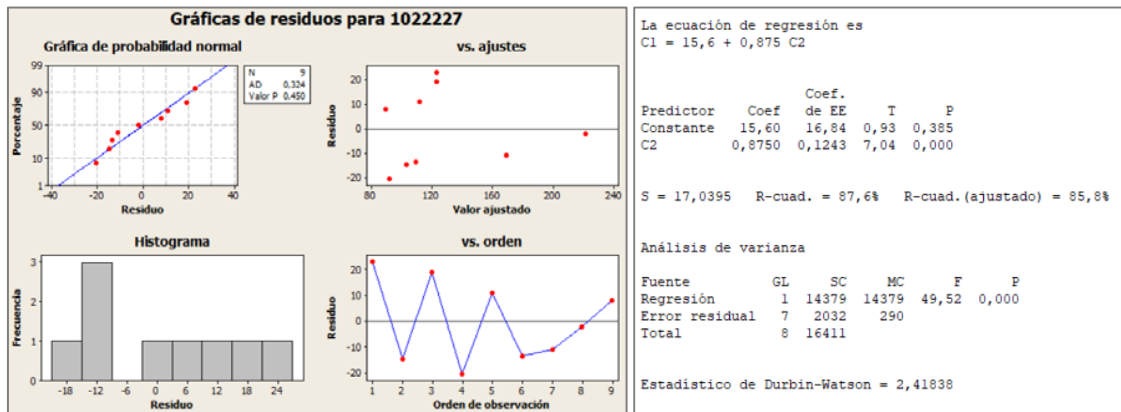 Gráficas de residuos para 1022227
Gráfica de probabilidad normal
Porcentaje
99
90
50
10
1
-40 -20 0 20 40
Residuo
N 9
AD 0,324
Valor P 0,450
vs. ajustes
Residuo
20
10
0
-10
-20
80 120 160 200 240
Valor ajustado
Histograma
Frecuencia
3
2
1
0
-18 -12 -6 0 6 12 18 24
Residuo
vs. orden
Residuo
20
10
0
-10
-20
1 2 3 4 5 6 7 8 9
Orden de observación
La ecuación de regresión es
C1 = 15,6 + 0,875 C2
Coef.
Predictor Coef de EE T P
Constante 15,60 16,84 0,93 0,385
C2 0,8750 0,1243 7,04 0,000
S = 17,0395 R-cuad. = 87,6% R-cuad.(ajustado) = 85,8%
Análisis de varianza
Fuente GL SC MC F P
Regresión 1 14379 14379 49,52 0,000
Error residual 7 2032 290
Total 8 16411
Estadístico de Durbin-Watson = 2,41838